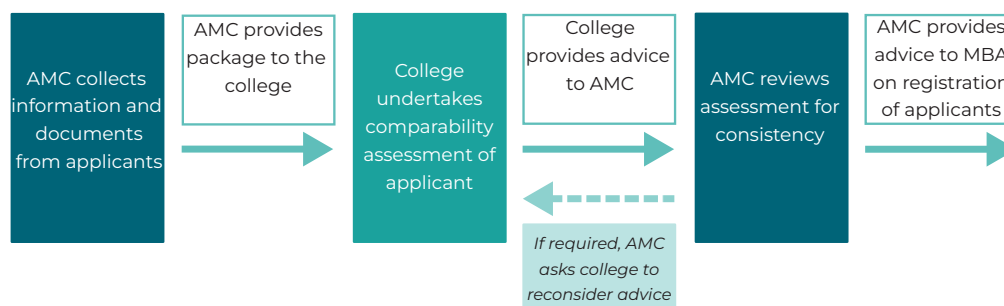 AMC collects
information and
documents
from applicants
AMC provides
package to the
college
College
undertakes
comparability
assessment of
applicant
College
provides advice
to AMC
If required, AMC
asks college to
reconsider advice
AMC reviews
assessment for
consistency
AMC provides
advice to MBA
on registration
of applicants